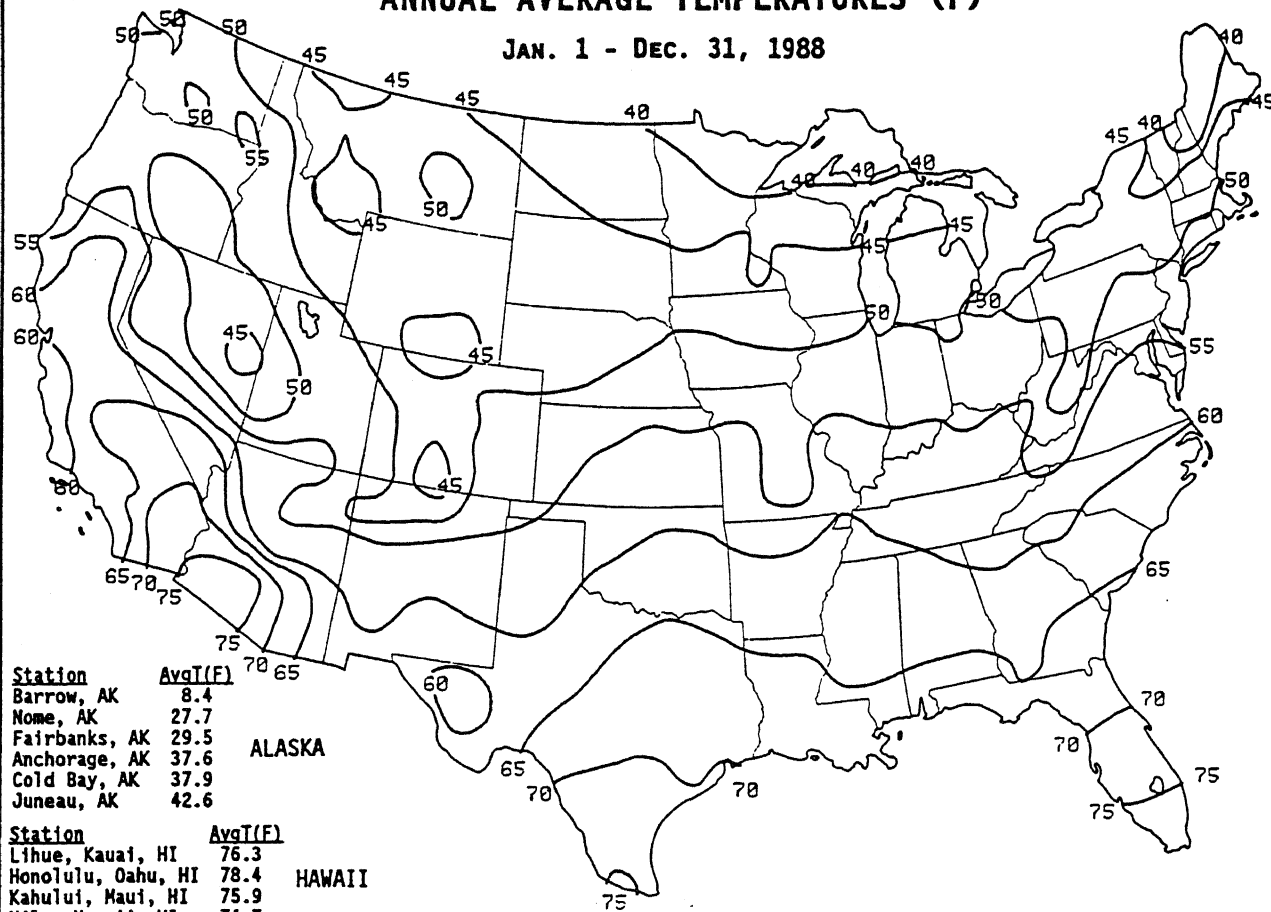 ANNUAL AVERAGE TEMPERATURES (F)
JAN. 1 - DEC. 31, 1988
50 50 50 45 45 45 40 40
45
45 40
50 55 40 40 40
50 45 50
55 45 45
60 50 50
60 45 45 55
50
60
60 45
65 70 75
65
75
70 65
60
65 70 70
70 75
70 75
75
Station AvgT(F)
Barrow, AK 8.4
Nome, AK 27.7
Fairbanks, AK 29.5
Anchorage, AK 37.6
Cold Bay, AK 37.9
Juneau, AK 42.6
ALASKA
Station AvgT(F)
Lihue, Kauai, HI 76.3
Honolulu, Oahu, HI 78.4
Kahului, Maui, HI 75.9
HAWAII